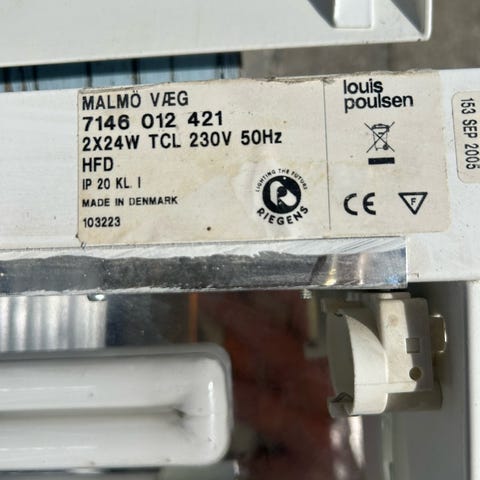 MALMÖ VÆG
7146 012 421
2X24W TCL 230V 50Hz
HFD
IP 20 KL I
MADE IN DENMARK
103223
LIGHTING THE FUTURE
R
RIEGENS
louis
poulsen
CE
F
153 SEP 2005